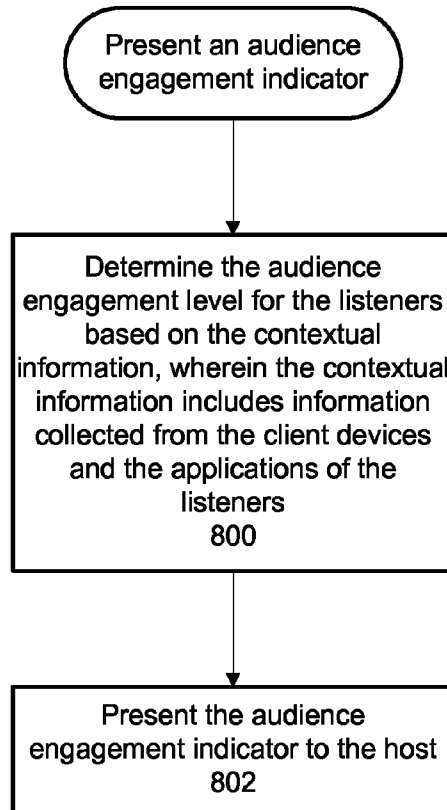 Present an audience
engagement indicator
Determine the audience
engagement level for the listeners
based on the contextual
information, wherein the contextual
information includes information
collected from the client devices
and the applications of the
listeners
800
Present the audience
engagement indicator to the host
802